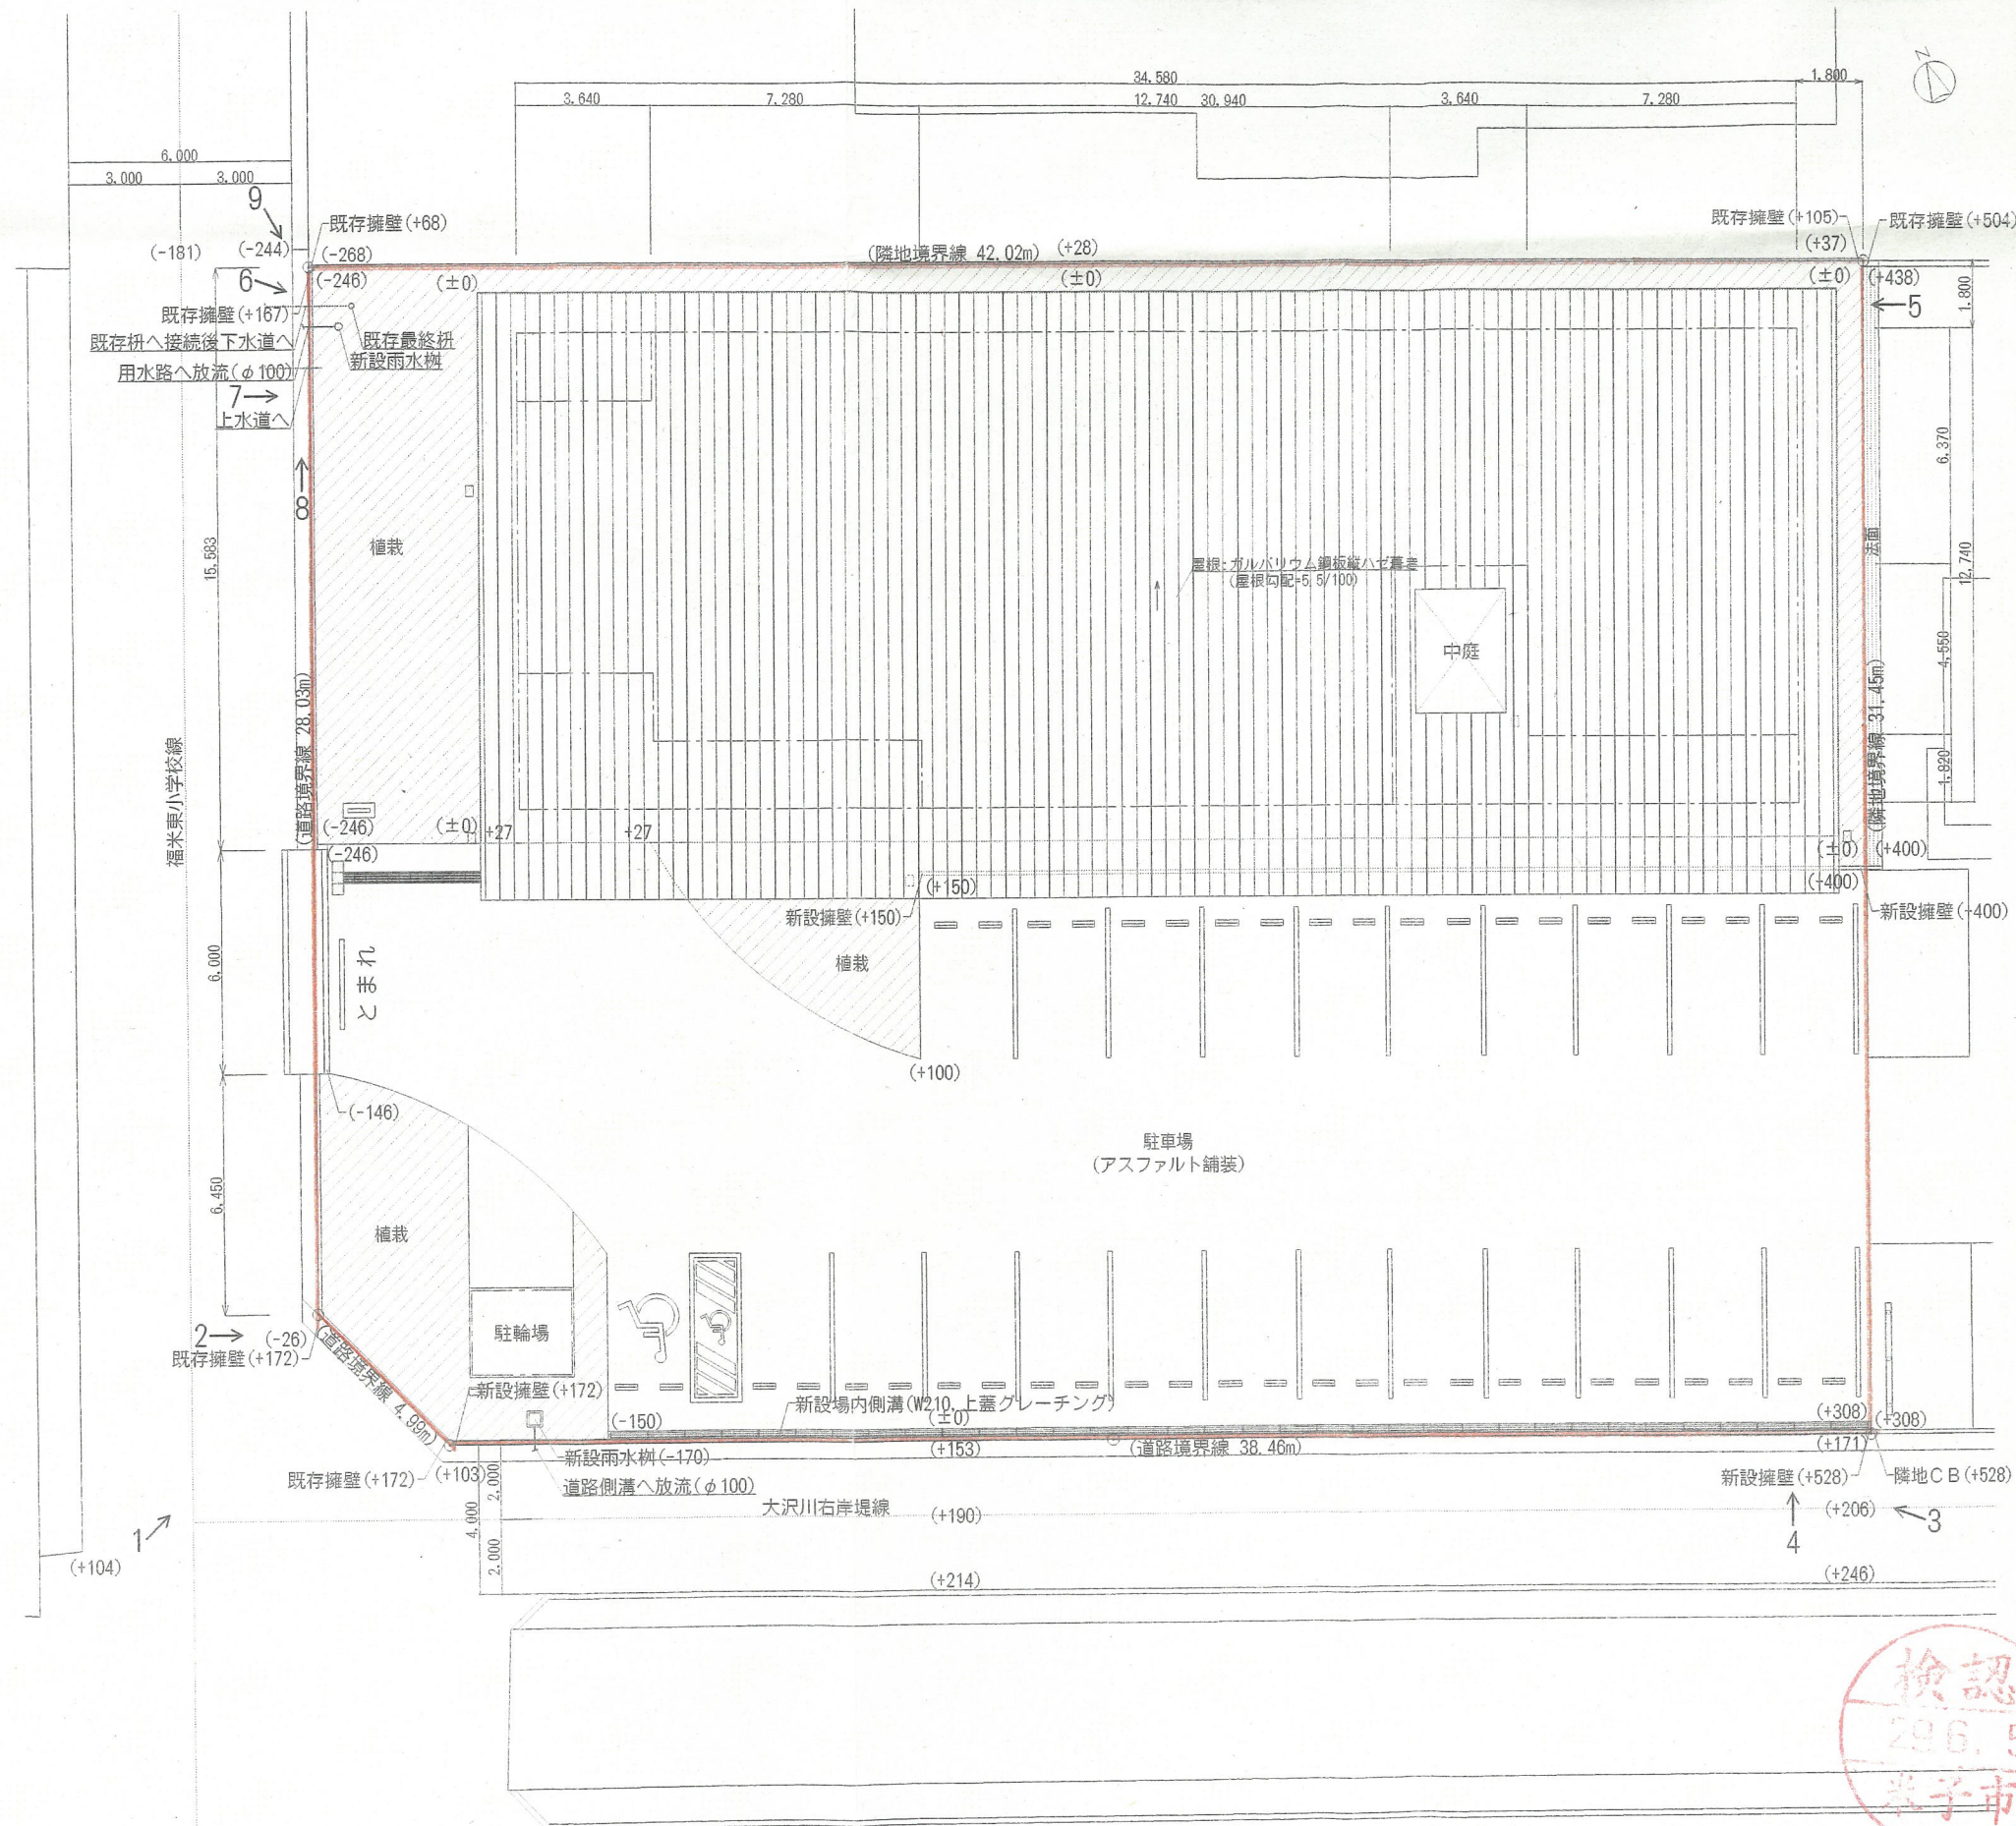 34.580
1.800
3.640
7.280
12.740
30.940
3.640
7.280
N
6.000
3.000
3.000
9
既存擁壁(+68)
既存擁壁(+105)
既存擁壁(+504)
(-181)
(-244)
(-268)
(隣地境界線 42.02m)
(+28)
(+37)
6
(-246)
(±0)
(±0)
(±0)
(+438)
5
1.800
既存擁壁(+167)
既存枡へ接続後下水道へ
既存最終枡
新設雨水桝
用水路へ放流(φ100)
7
上水道へ
8
植栽
15,583
6,370
法面
12,740
屋根:ガルバリウム鋼板縦ハゼ葺き
(屋根勾配=5.5/100)
中庭
4,550
(道路境界線 28.03m)
(隣地境界線 31.45m)
福米東小学校線
1,820
(-246)
(±0)
+27
+27
(±0)
(+400)
(-246)
(+150)
(+400)
新設擁壁(+150)
新設擁壁(+400)
6,000
とまれ
植栽
(+100)
(-146)
駐車場
(アスファルト舗装)
6,450
植栽
駐輪場
2
(-26)
既存擁壁(+172)
(道路境界線 4.99m)
新設擁壁(+172)
新設場内側溝(W210,上蓋グレーチング)
(-150)
(±0)
(+308)
(+308)
(+153)
(道路境界線 38.46m)
(+171)
既存擁壁(+172)
(+103)
新設雨水桝(-170)
新設擁壁(+528)
隣地CB(+528)
道路側溝へ放流(φ100)
2,000
4,000
2,000
大沢川右岸堤線
(+190)
(+206)
3
4
1
(+104)
(+214)
(+246)
検認
29.6.5
米子市